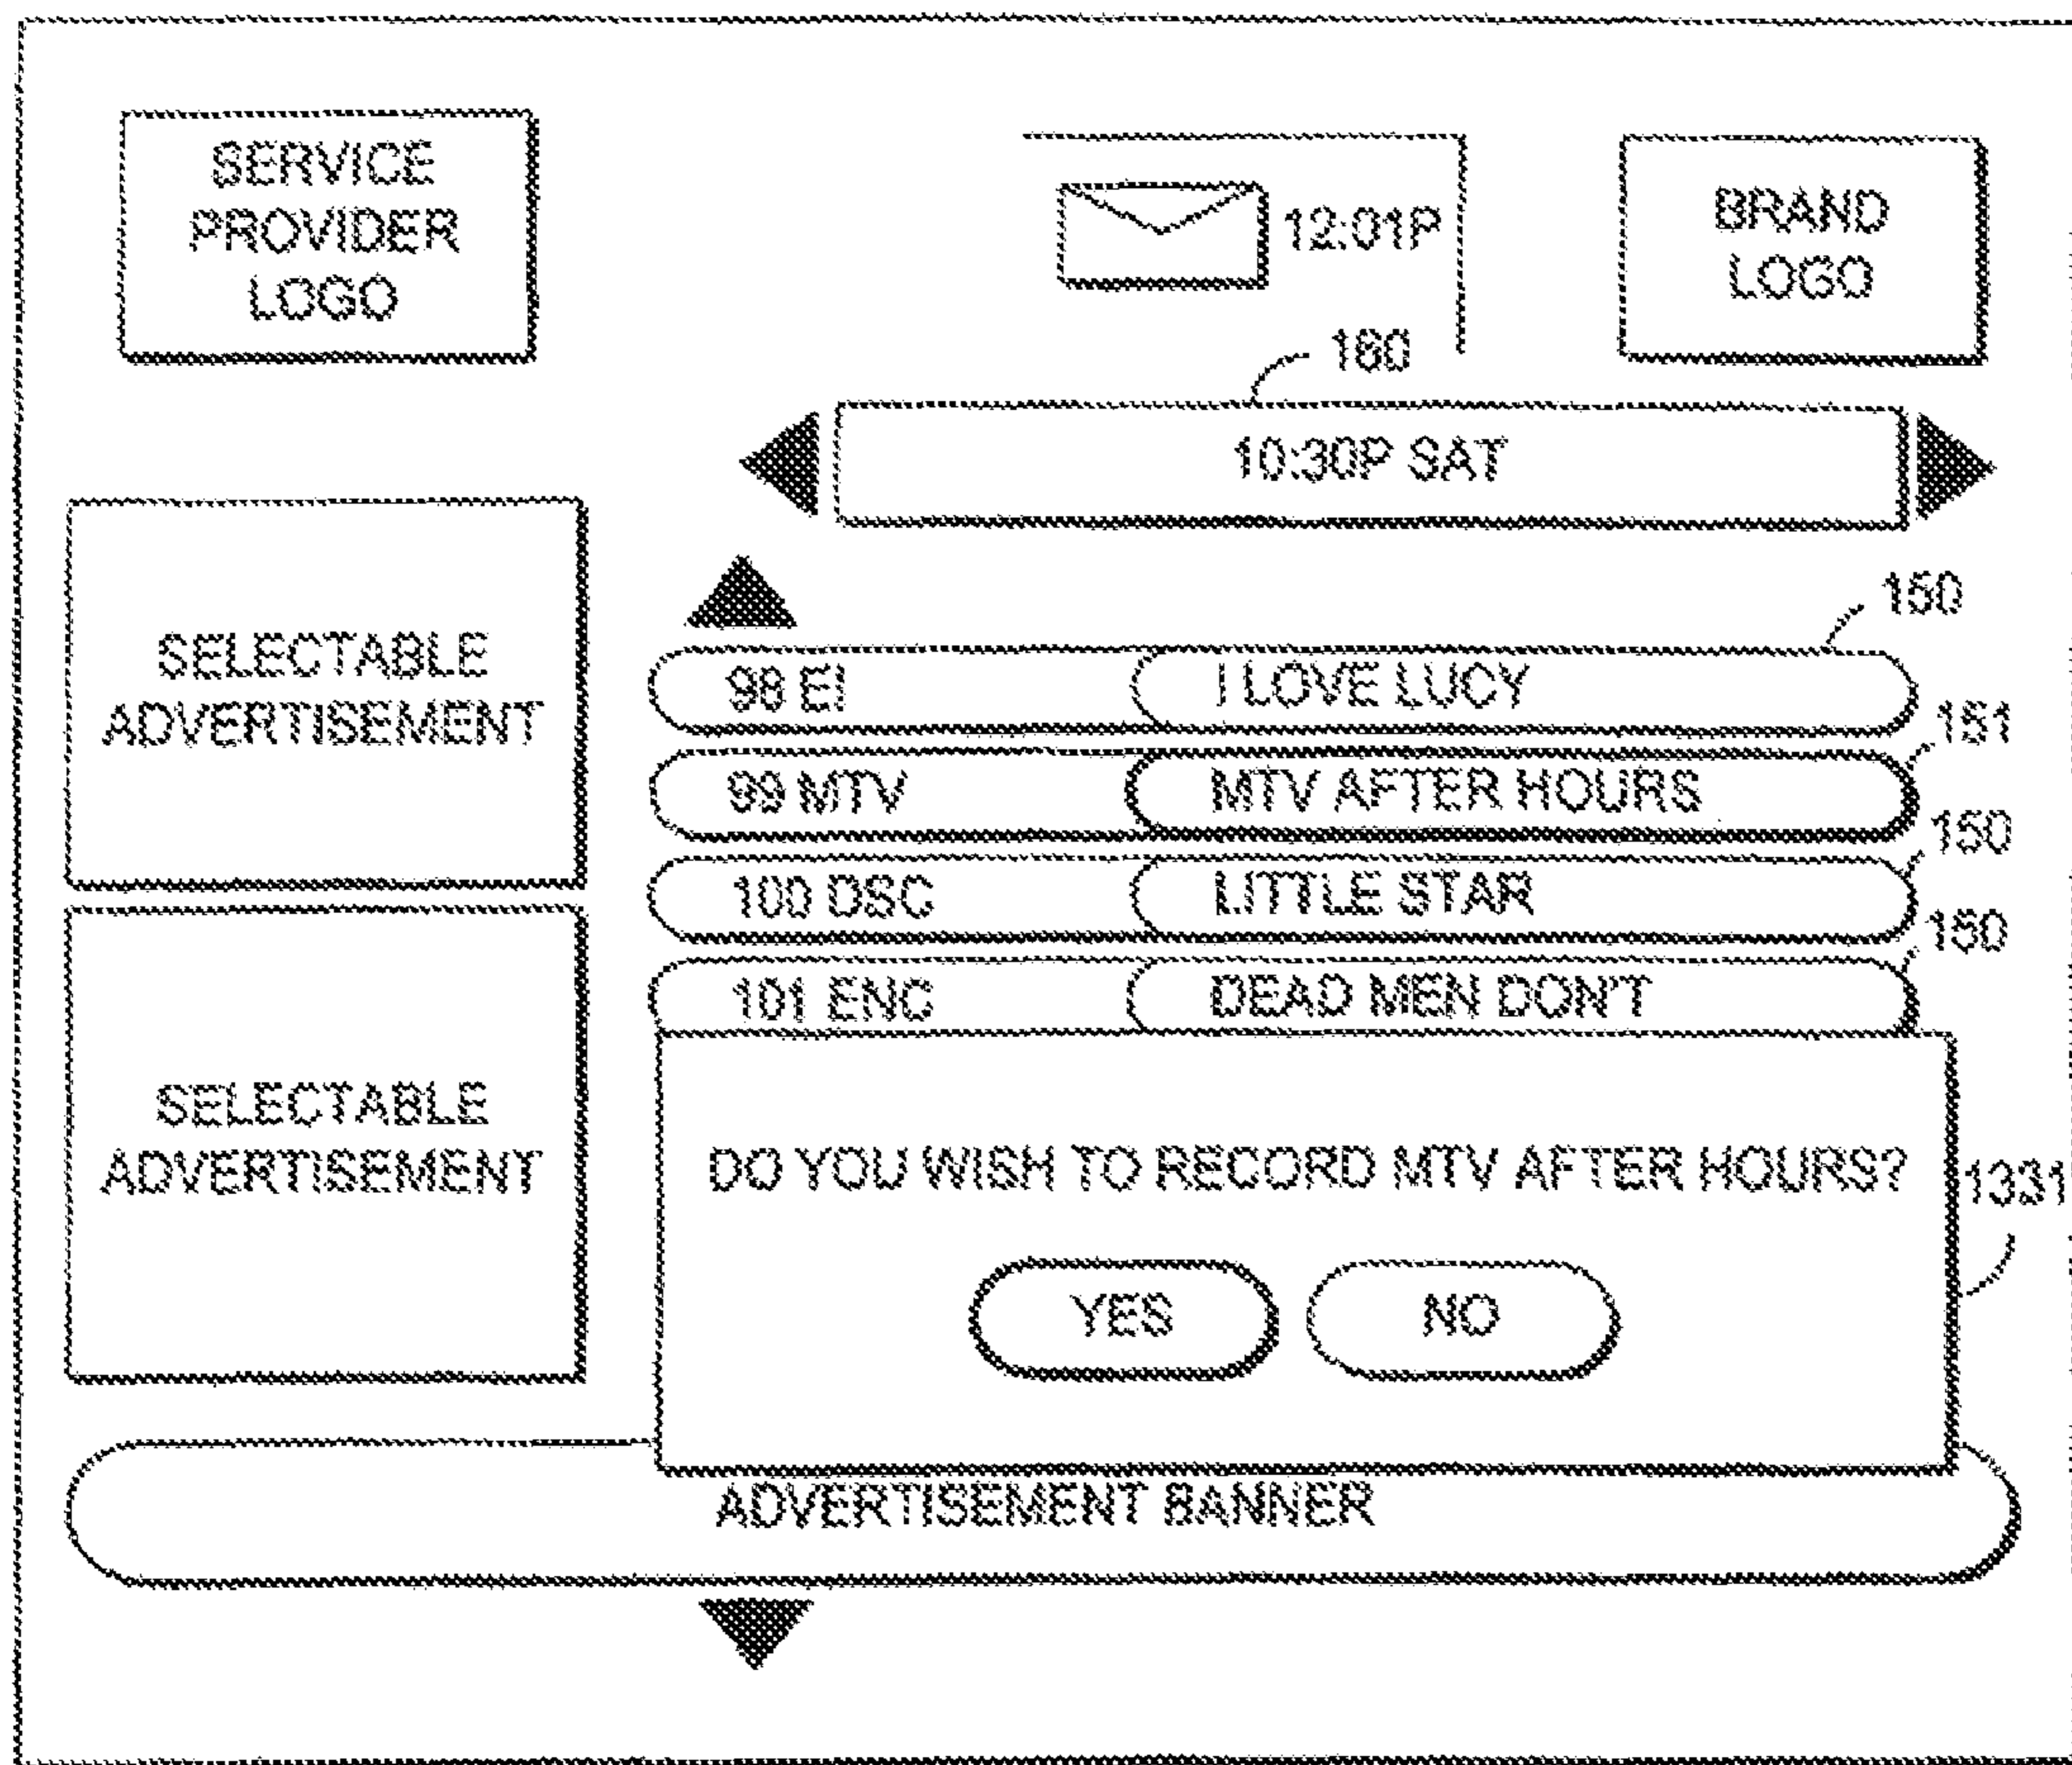 SERVICE
PROVIDER
LOGO
12:01P
BRAND
LOGO
160
10:30P SAT
SELECTABLE
ADVERTISEMENT
150
98 E!
I LOVE LUCY
151
99 MTV
MTV AFTER HOURS
150
100 DSC
LITTLE STAR
150
101 ENC
DEAD MEN DON'T
SELECTABLE
ADVERTISEMENT
DO YOU WISH TO RECORD MTV AFTER HOURS?
1331
YES
NO
ADVERTISEMENT BANNER